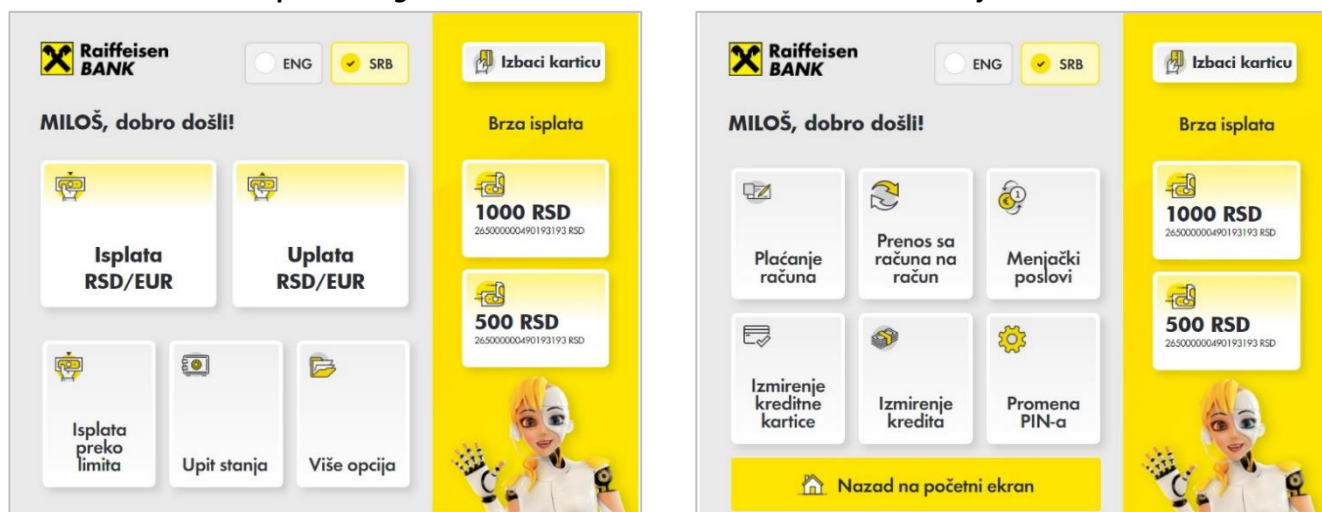 Raiffeisen
BANK
ENG
SRB
Izbaci karticu
MILOŠ, dobro došli!
Brza isplata
Isplata
RSD/EUR
Uplata
RSD/EUR
1000 RSD
265000000490193193 RSD
500 RSD
265000000490193193 RSD
Isplata
preko
limita
Upit stanja
Više opcija
Raiffeisen
BANK
ENG
SRB
Izbaci karticu
MILOŠ, dobro došli!
Brza isplata
Plaćanje
računa
Prenos sa
računa na
račun
Menjački
poslovi
1000 RSD
265000000490193193 RSD
500 RSD
265000000490193193 RSD
Izmirenje
kreditne
kartice
Izmirenje
kredita
Promena
PIN-a
Nazad na početni ekran